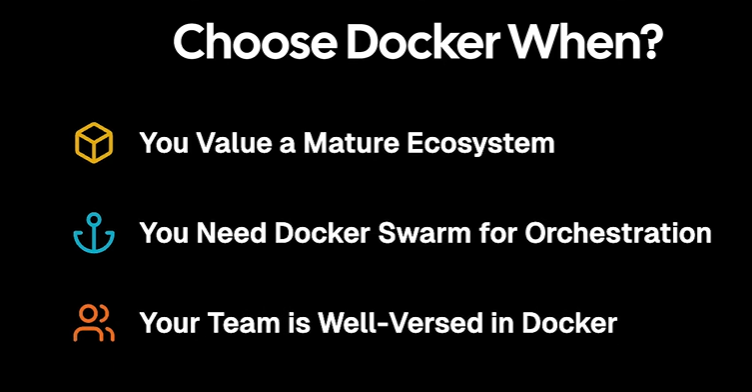 Choose Docker When?
You Value a Mature Ecosystem
You Need Docker Swarm for Orchestration
Your Team is Well-Versed in Docker